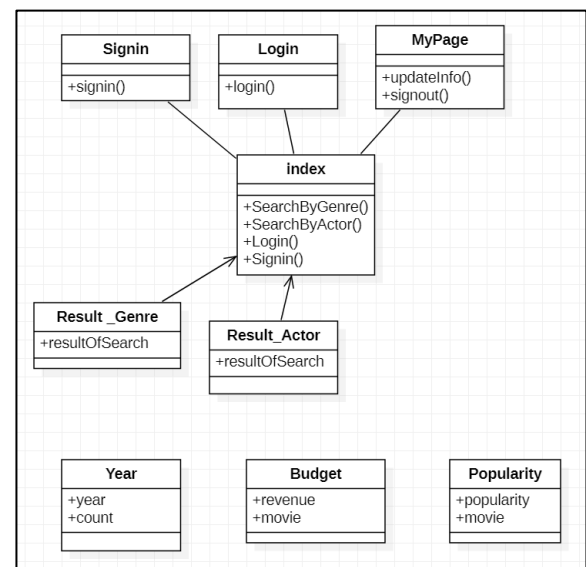 Signin
+signin()
Login
+login()
MyPage
+updateInfo()
+signout()
index
+SearchByGenre()
+SearchByActor()
+Login()
+Signin()
Result _Genre
+resultOfSearch
Result_Actor
+resultOfSearch
Year
+year
+count
Budget
+revenue
+movie
Popularity
+popularity
+movie